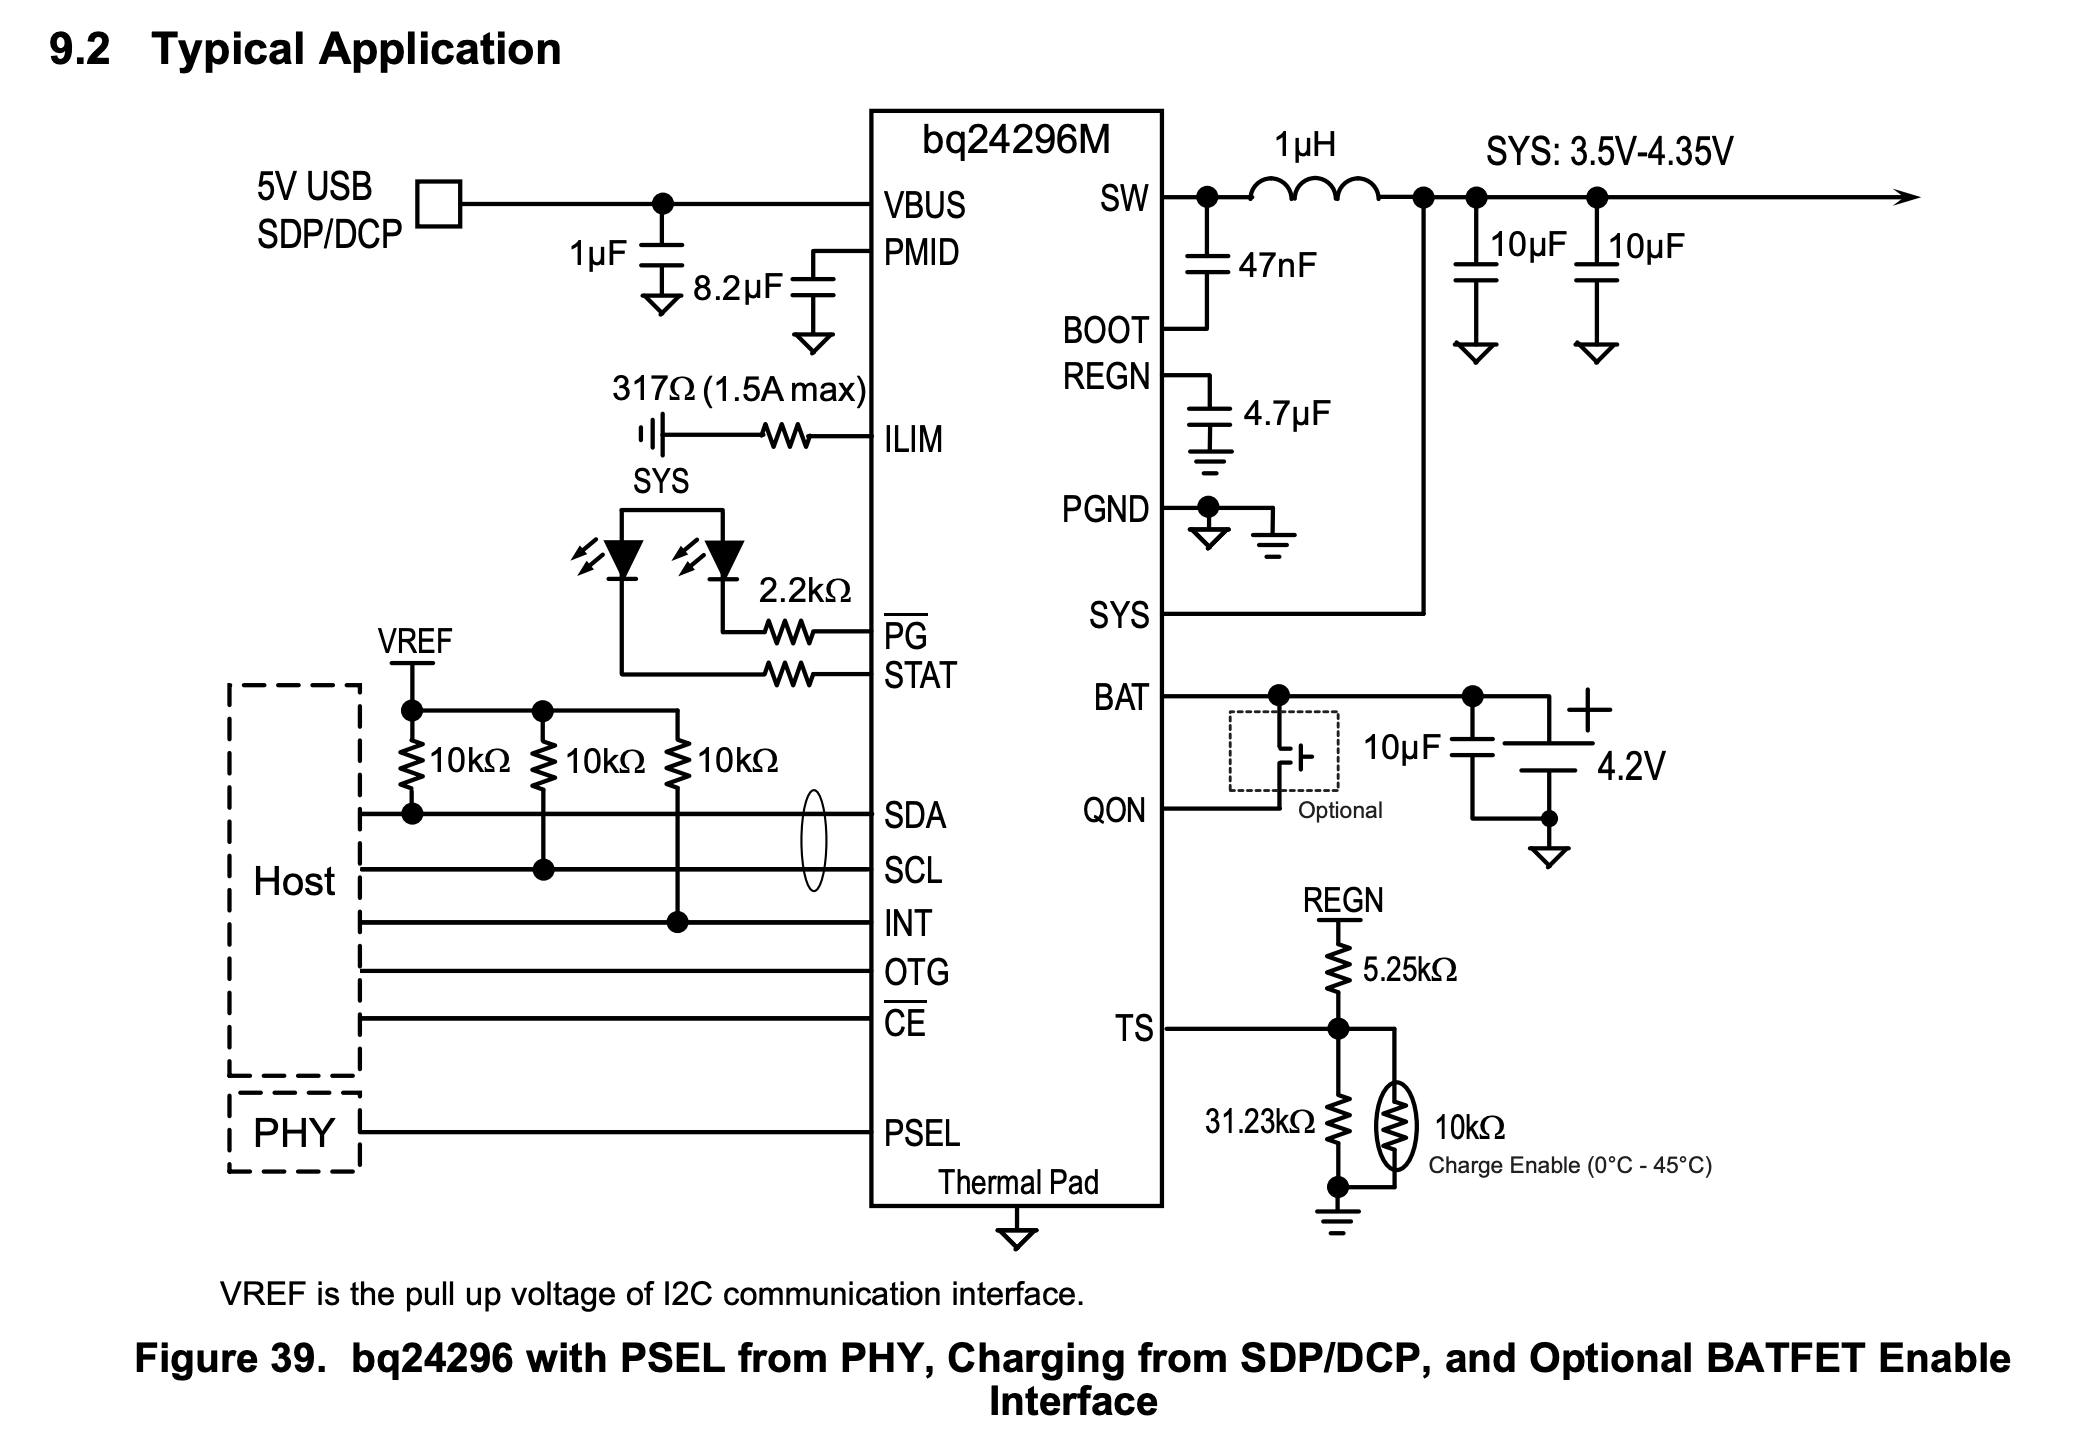 9.2 Typical Application
bq24296M
5V USB
SDP/DCP
VBUS
1µF
PMID
8.2µF
317Ω (1.5A max)
ILIM
SYS
2.2kΩ
PG
STAT
VREF
10kΩ
10kΩ
10kΩ
SDA
SCL
INT
OTG
CE
Host
PHY
PSEL
Thermal Pad
SW
1µH
SYS: 3.5V-4.35V
47nF
10µF
10µF
BOOT
REGN
4.7µF
PGND
SYS
BAT
10µF
4.2V
QON
Optional
REGN
5.25kΩ
TS
31.23kΩ
10kΩ
Charge Enable (0°C - 45°C)
VREF is the pull up voltage of I2C communication interface.
Figure 39. bq24296 with PSEL from PHY, Charging from SDP/DCP, and Optional BATFET Enable
Interface